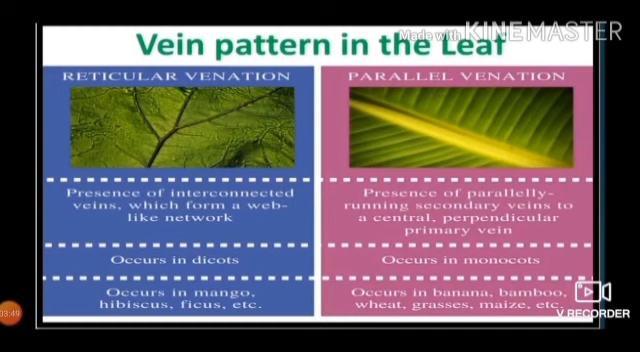 Made with KINEMASTER
Vein pattern in the Leaf
RETICULAR VENATION
PARALLEL VENATION
Presence of interconnected
veins, which form a web-
like network
Presence of parallelly-
running secondary veins to
a central, perpendicular
primary vein
Occurs in dicots
Occurs in monocots
Occurs in mango,
hibiscus, ficus, etc.
Occurs in banana, bamboo,
wheat, grasses, maize, etc.
03:49
V RECORDER